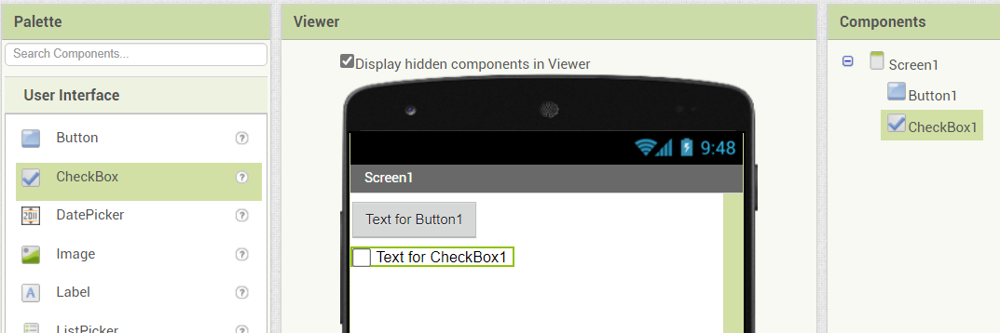 Palette
Search Components...
User Interface
Button
?
CheckBox
?
DatePicker
?
Image
?
Label
?
ListPicker
Viewer
Display hidden components in Viewer
9:48
Screen1
Text for Button1
Text for CheckBox1
Components
Screen1
Button1
CheckBox1